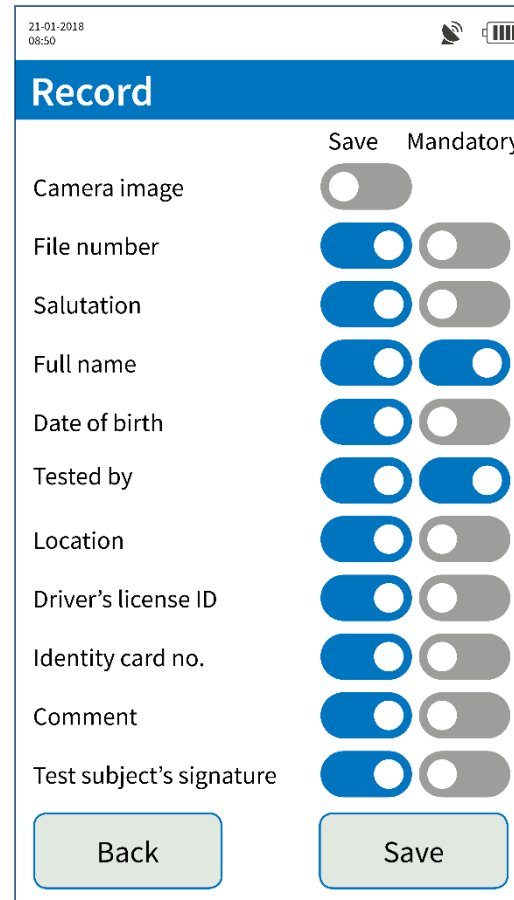 21-01-2018
08:50
Record
Save Mandatory
Camera image
File number
Salutation
Full name
Date of birth
Tested by
Location
Driver’s license ID
Identity card no.
Comment
Test subject’s signature
Back Save